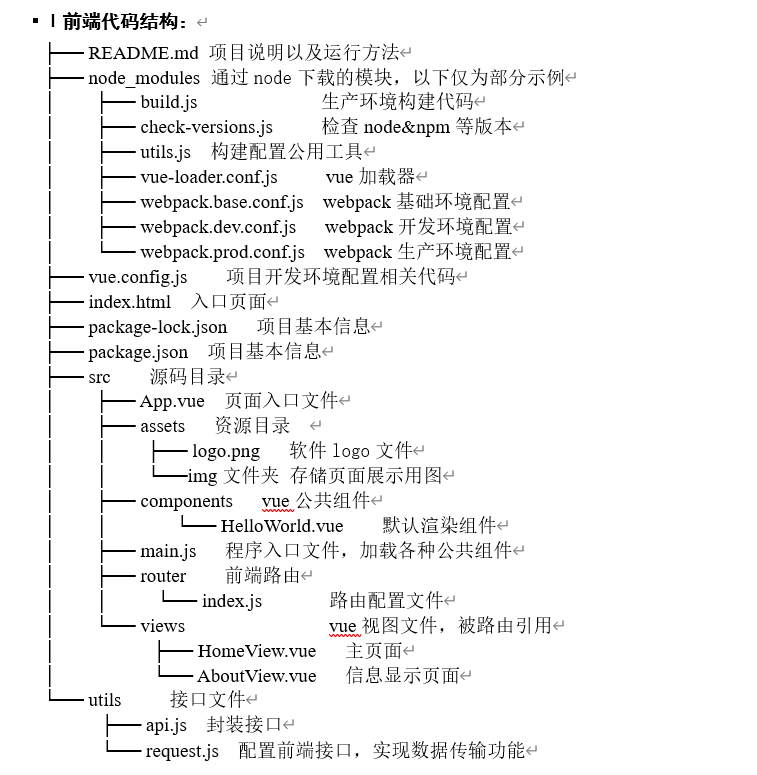 ▪ | 前端代码结构：
├── README.md 项目说明以及运行方法
├── node_modules 通过 node 下载的模块，以下仅为部分示例
│ ├── build.js 生产环境构建代码
│ ├── check-versions.js 检查 node&npm 等版本
│ ├── utils.js 构建配置公用工具
│ ├── vue-loader.conf.js vue 加载器
│ ├── webpack.base.conf.js webpack 基础环境配置
│ ├── webpack.dev.conf.js webpack 开发环境配置
│ └── webpack.prod.conf.js webpack 生产环境配置
├── vue.config.js 项目开发环境配置相关代码
├── index.html 入口页面
├── package-lock.json 项目基本信息
├── package.json 项目基本信息
├── src 源码目录
│ ├── App.vue 页面入口文件
│ ├── assets 资源目录
│ │ ├── logo.png 软件 logo 文件
│ │ └──img 文件夹 存储页面展示用图
│ ├── components vue 公共组件
│ │ └── HelloWorld.vue 默认渲染组件
│ ├── main.js 程序入口文件，加载各种公共组件
│ ├── router 前端路由
│ │ └── index.js 路由配置文件
│ └── views vue 视图文件，被路由引用
│ ├── HomeView.vue 主页面
│ └── AboutView.vue 信息显示页面
└── utils 接口文件
├── api.js 封装接口
└── request.js 配置前端接口，实现数据传输功能